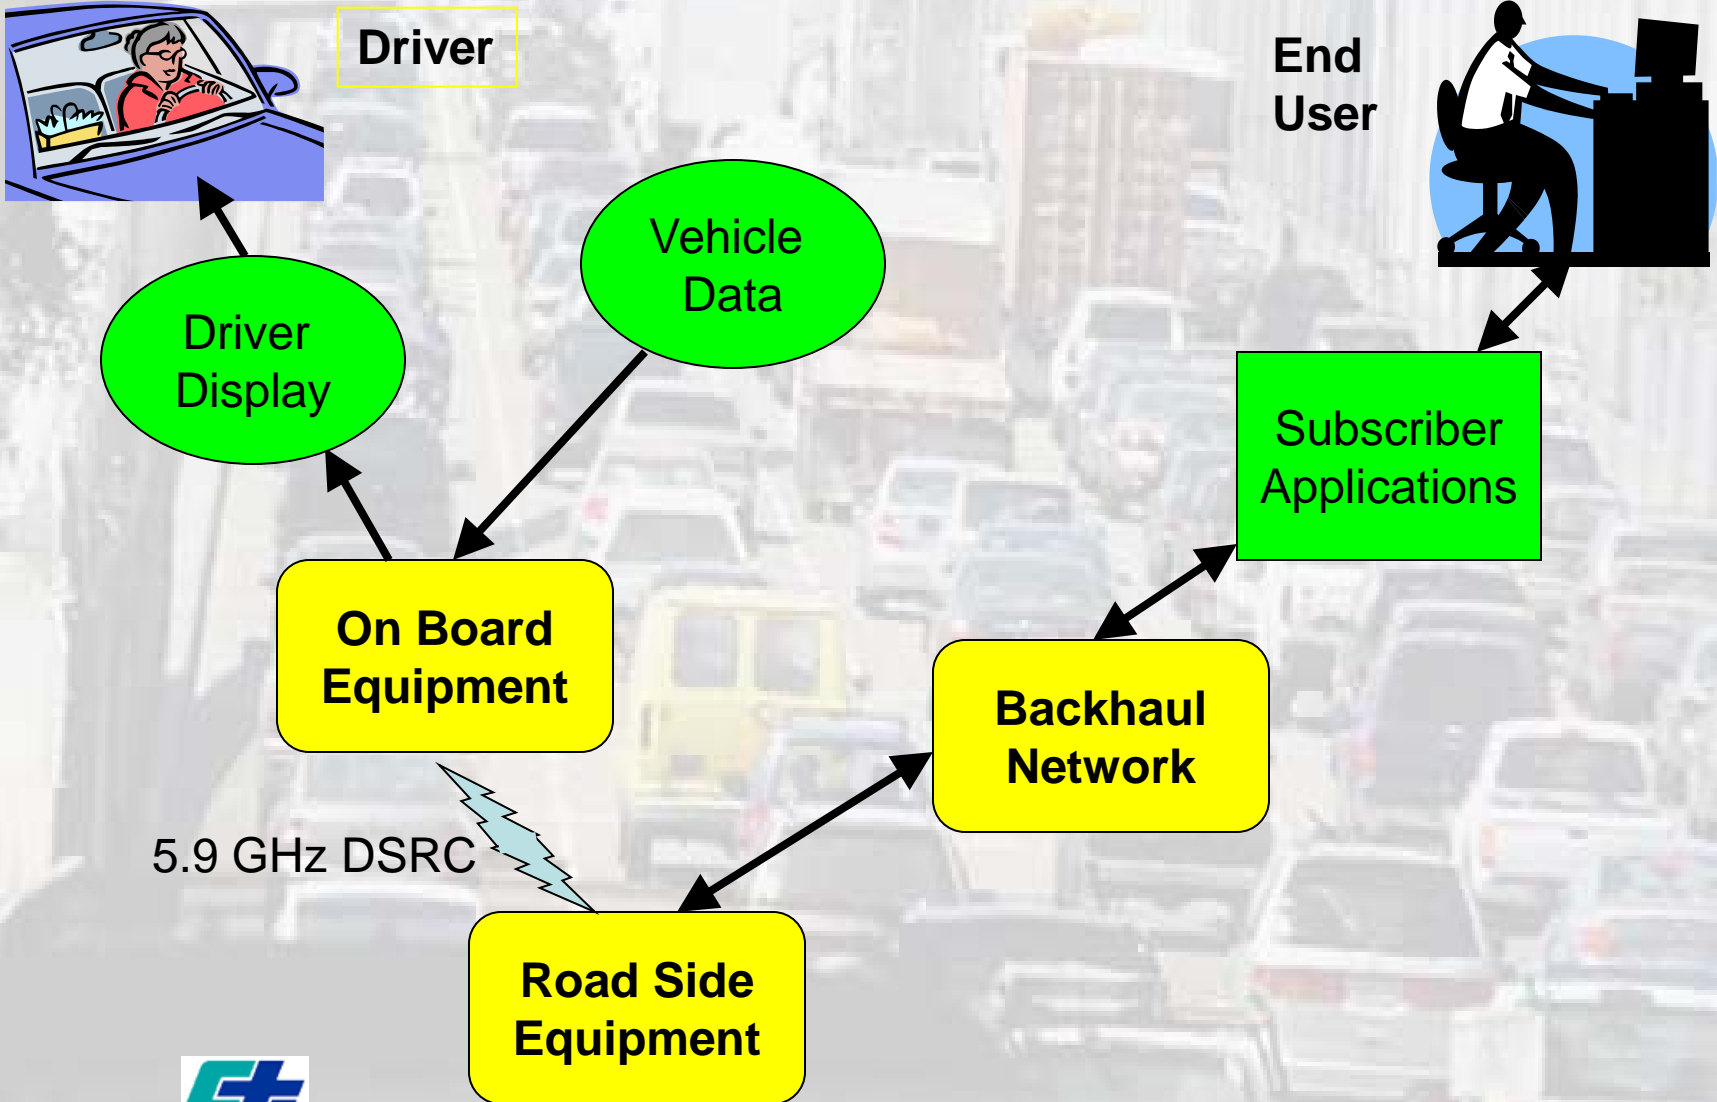 Driver
End
User
Vehicle
Data
Driver
Display
Subscriber
Applications
On Board
Equipment
Backhaul
Network
5.9 GHz DSRC
Road Side
Equipment